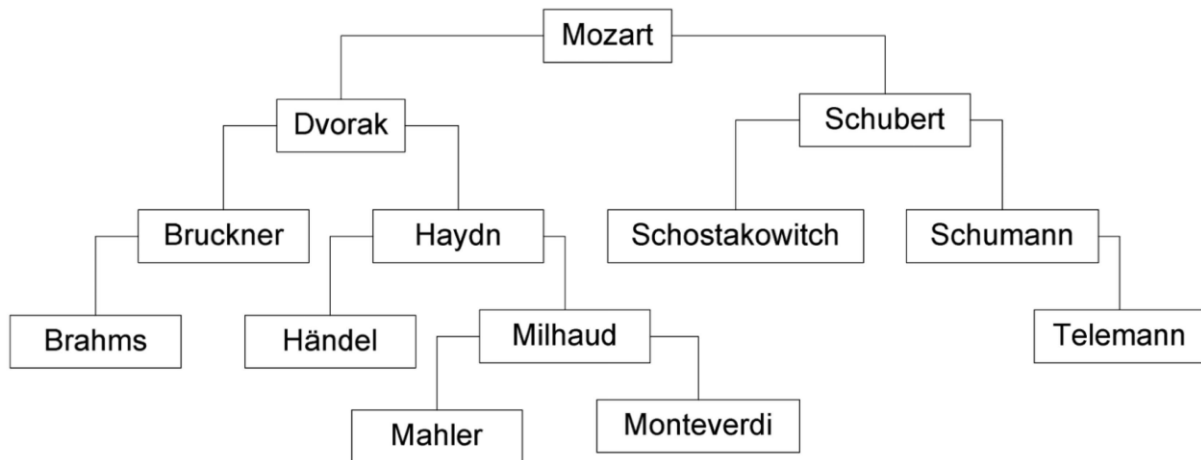 Mozart
Dvorak
Schubert
Bruckner
Haydn
Schostakowitch
Schumann
Brahms
Händel
Milhaud
Telemann
Mahler
Monteverdi